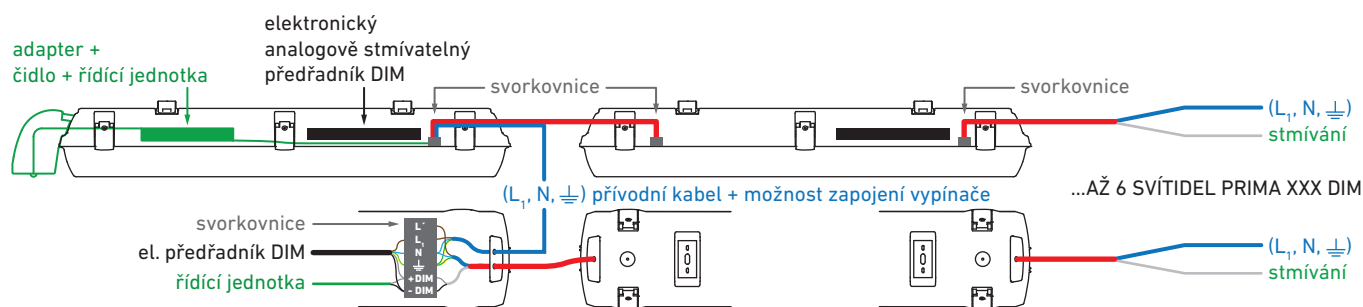 adapter +
čidlo + řídící jednotka
elektronický
analogově stmívatelný
předřadník DIM
svorkovnice
svorkovnice
(L₁, N, ⏚)
stmívání
(L₁, N, ⏚) přívodní kabel + možnost zapojení vypínače
...AŽ 6 SVÍTIDEL PRIMA XXX DIM
svorkovnice
el. předřadník DIM
řídící jednotka
L´
L₁
N
⏚
+ DIM
- DIM
(L₁, N, ⏚)
stmívání